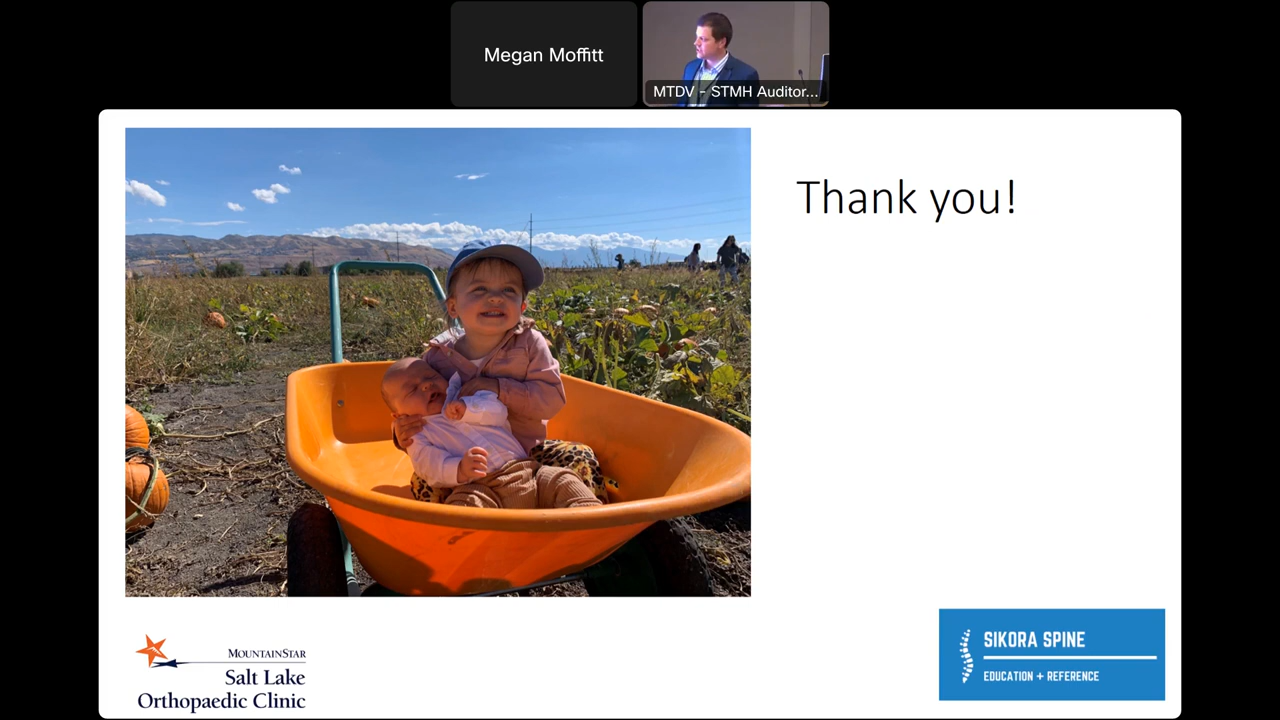 Megan Moffitt
MTDV - STMH Auditor...
Thank you!
MOUNTAINSTAR
Salt Lake
Orthopaedic Clinic
SIKORA SPINE
EDUCATION + REFERENCE